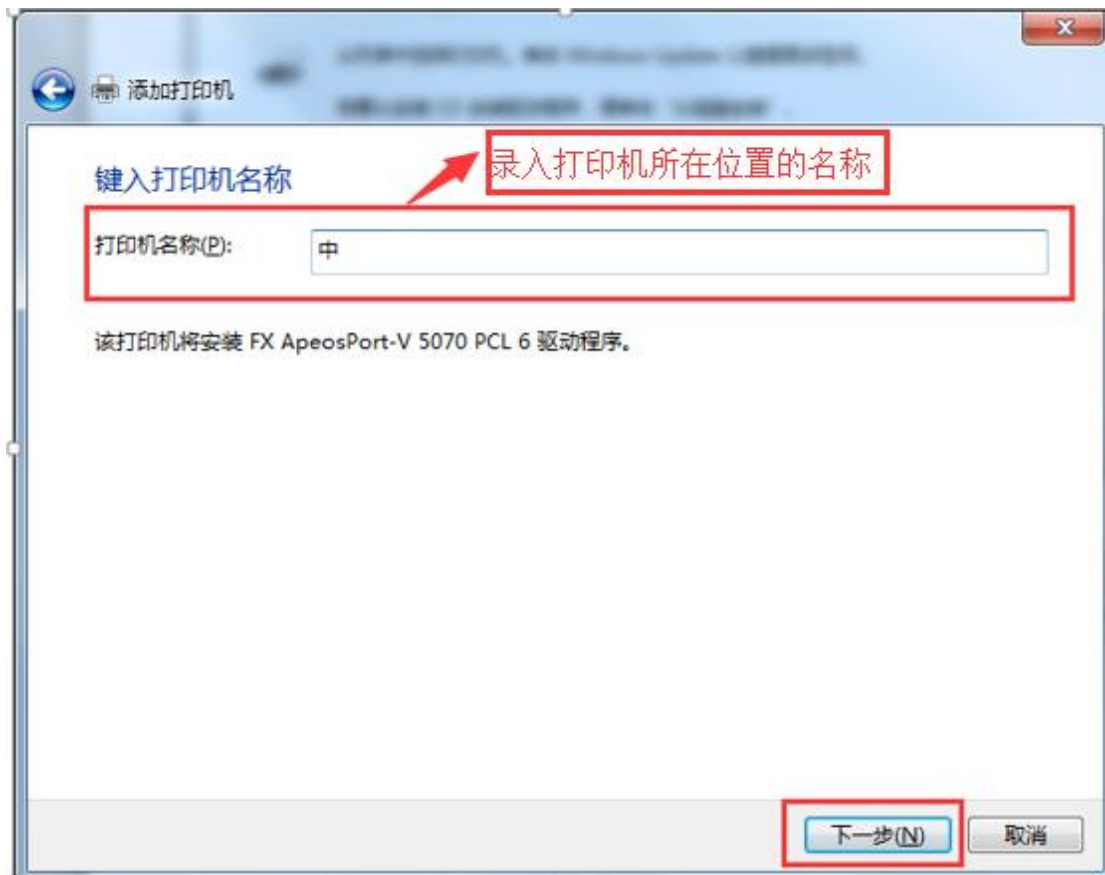 添加打印机
录入打印机所在位置的名称
键入打印机名称
打印机名称(P):
中
该打印机将安装 FX ApeosPort-V 5070 PCL 6 驱动程序。
下一步(N)
取消